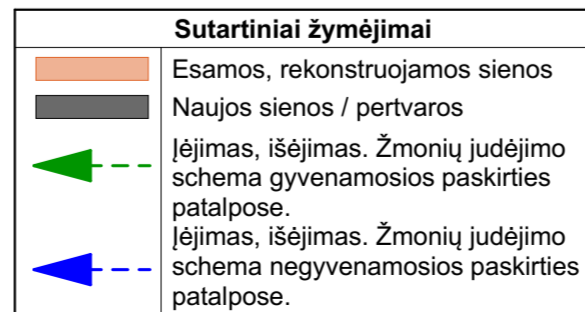 Sutartiniai žymėjimai
Esamos, rekonstruojamos sienos
Naujos sienos / pertvaros
Įėjimas, išėjimas. Žmonių judėjimo
schema gyvenamosios paskirties
patalpose.
Įėjimas, išėjimas. Žmonių judėjimo
schema negyvenamosios paskirties
patalpose.